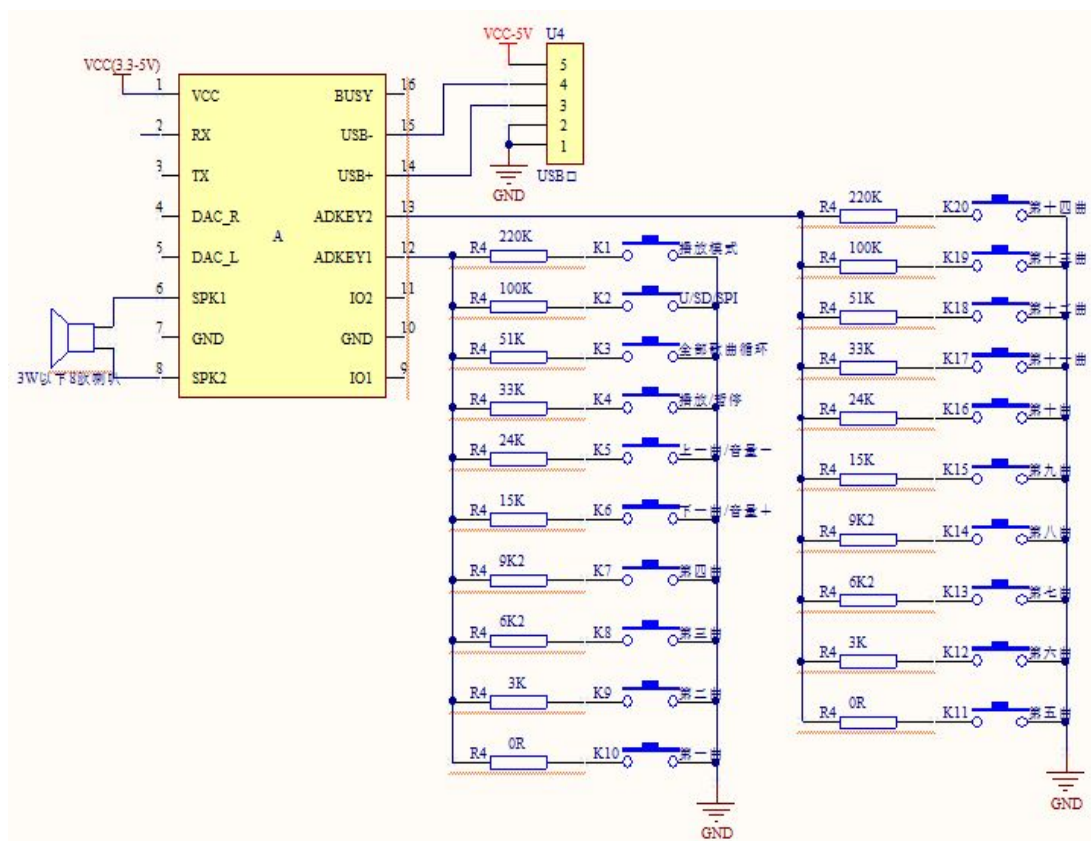 VCC-5V U4
VCC(3.3-5V)
1 VCC BUSY 16
2 RX USB- 15
3 TX USB+ 14
4 DAC_R ADKEY2 13
5 DAC_L ADKEY1 12
6 SPK1 IO2 11
7 GND GND 10
8 SPK2 IO1 9
A
3W以下8欧喇叭
5
4
3
2
1
USB口
GND
R4 220K K1 播放模式
R4 100K K2 U/SD/SPI
R4 51K K3 全部歌曲循环
R4 33K K4 播放/暂停
R4 24K K5 上一曲/音量－
R4 15K K6 下一曲/音量＋
R4 9K2 K7 第四曲
R4 6K2 K8 第三曲
R4 3K K9 第二曲
R4 0R K10 第一曲
GND
R4 220K K20 第十四曲
R4 100K K19 第十三曲
R4 51K K18 第十二曲
R4 33K K17 第十一曲
R4 24K K16 第十曲
R4 15K K15 第九曲
R4 9K2 K14 第八曲
R4 6K2 K13 第七曲
R4 3K K12 第六曲
R4 0R K11 第五曲
GND